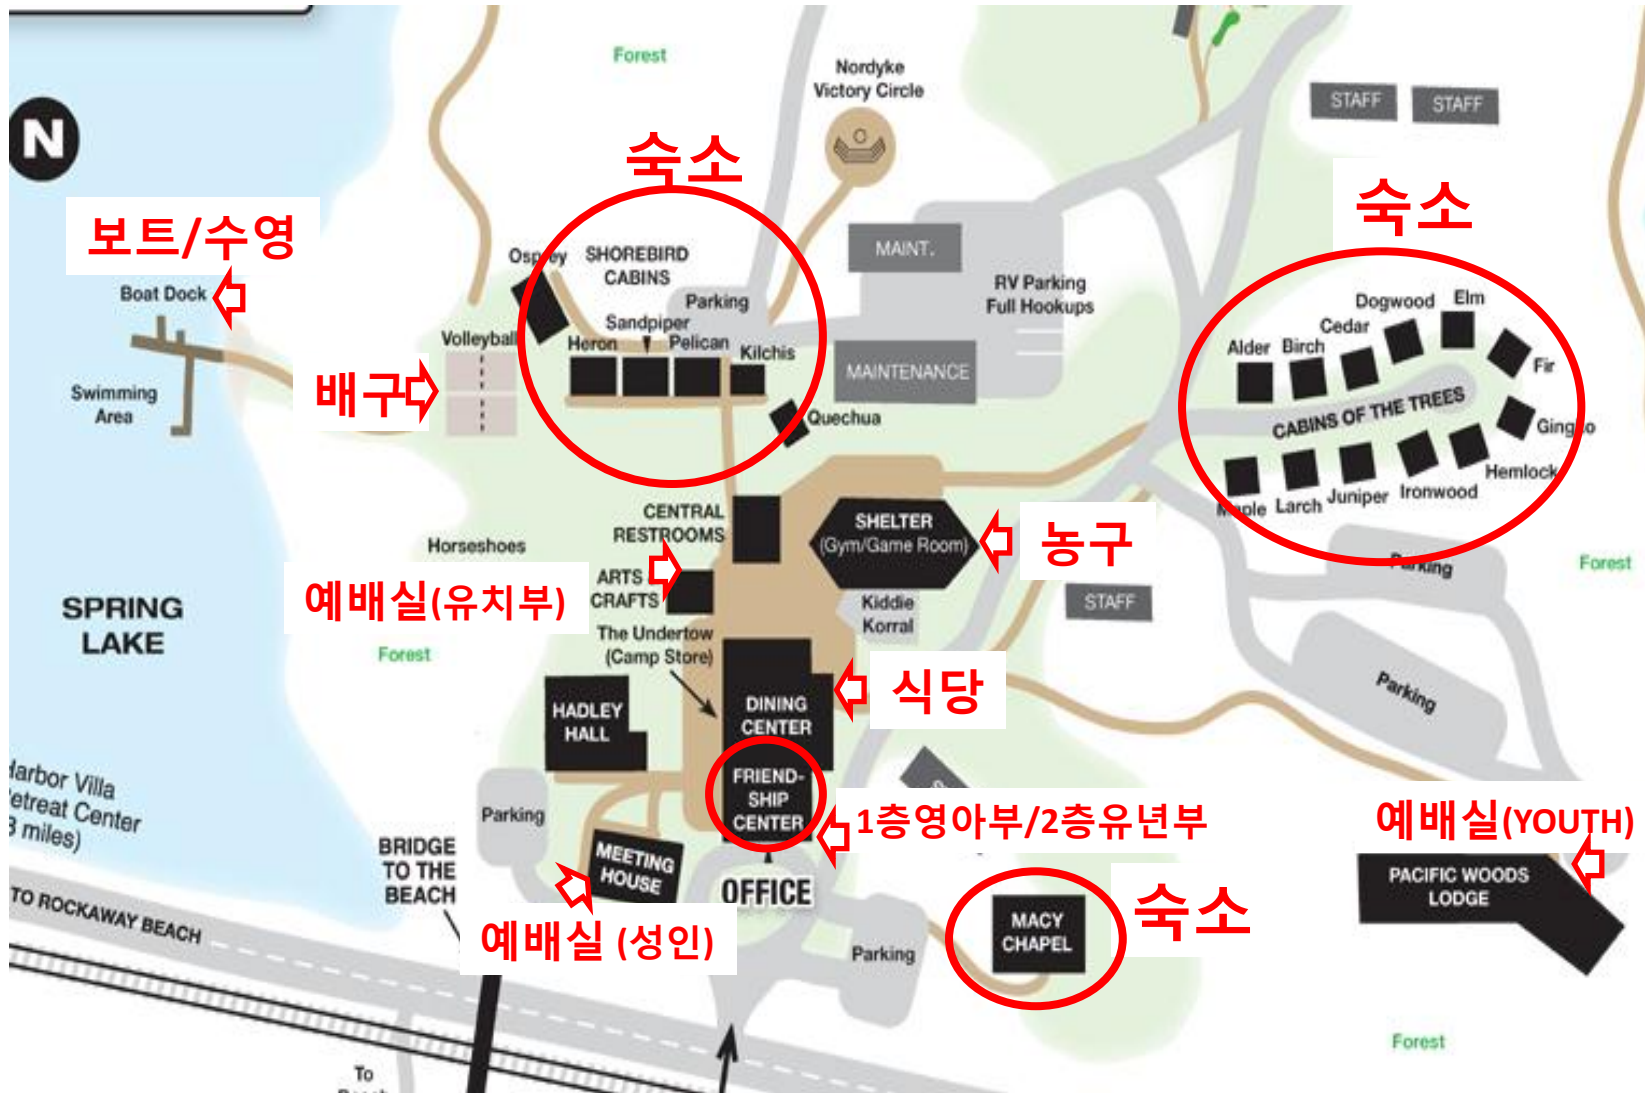 Forest
Nordyke
Victory Circle
STAFF
STAFF
N
숙소
숙소
보트/수영
Boat Dock
Osprey
SHOREBIRD
CABINS
MAINT.
Parking
RV Parking
Full Hookups
Sandpiper
Volleyball
Heron
Pelican
Kilchis
Dogwood
Elm
Cedar
Alder
Birch
Fir
배구
MAINTENANCE
Swimming
Area
Quechua
CABINS OF THE TREES
Gingko
Hemlock
Maple
Larch
Juniper
Ironwood
CENTRAL
RESTROOMS
SHELTER
(Gym/Game Room)
농구
Horseshoes
예배실(유치부)
ARTS
CRAFTS
Parking
Forest
STAFF
Kiddie
Korral
SPRING
LAKE
Forest
The Undertow
(Camp Store)
식당
Parking
HADLEY
HALL
DINING
CENTER
FRIEND-
SHIP
CENTER
1층영아부/2층유년부
예배실(YOUTH)
Harbor Villa
Retreat Center
miles)
Parking
BRIDGE
TO THE
BEACH
MEETING
HOUSE
OFFICE
PACIFIC WOODS
LODGE
TO ROCKAWAY BEACH
예배실 (성인)
MACY
CHAPEL
숙소
Parking
Forest
To